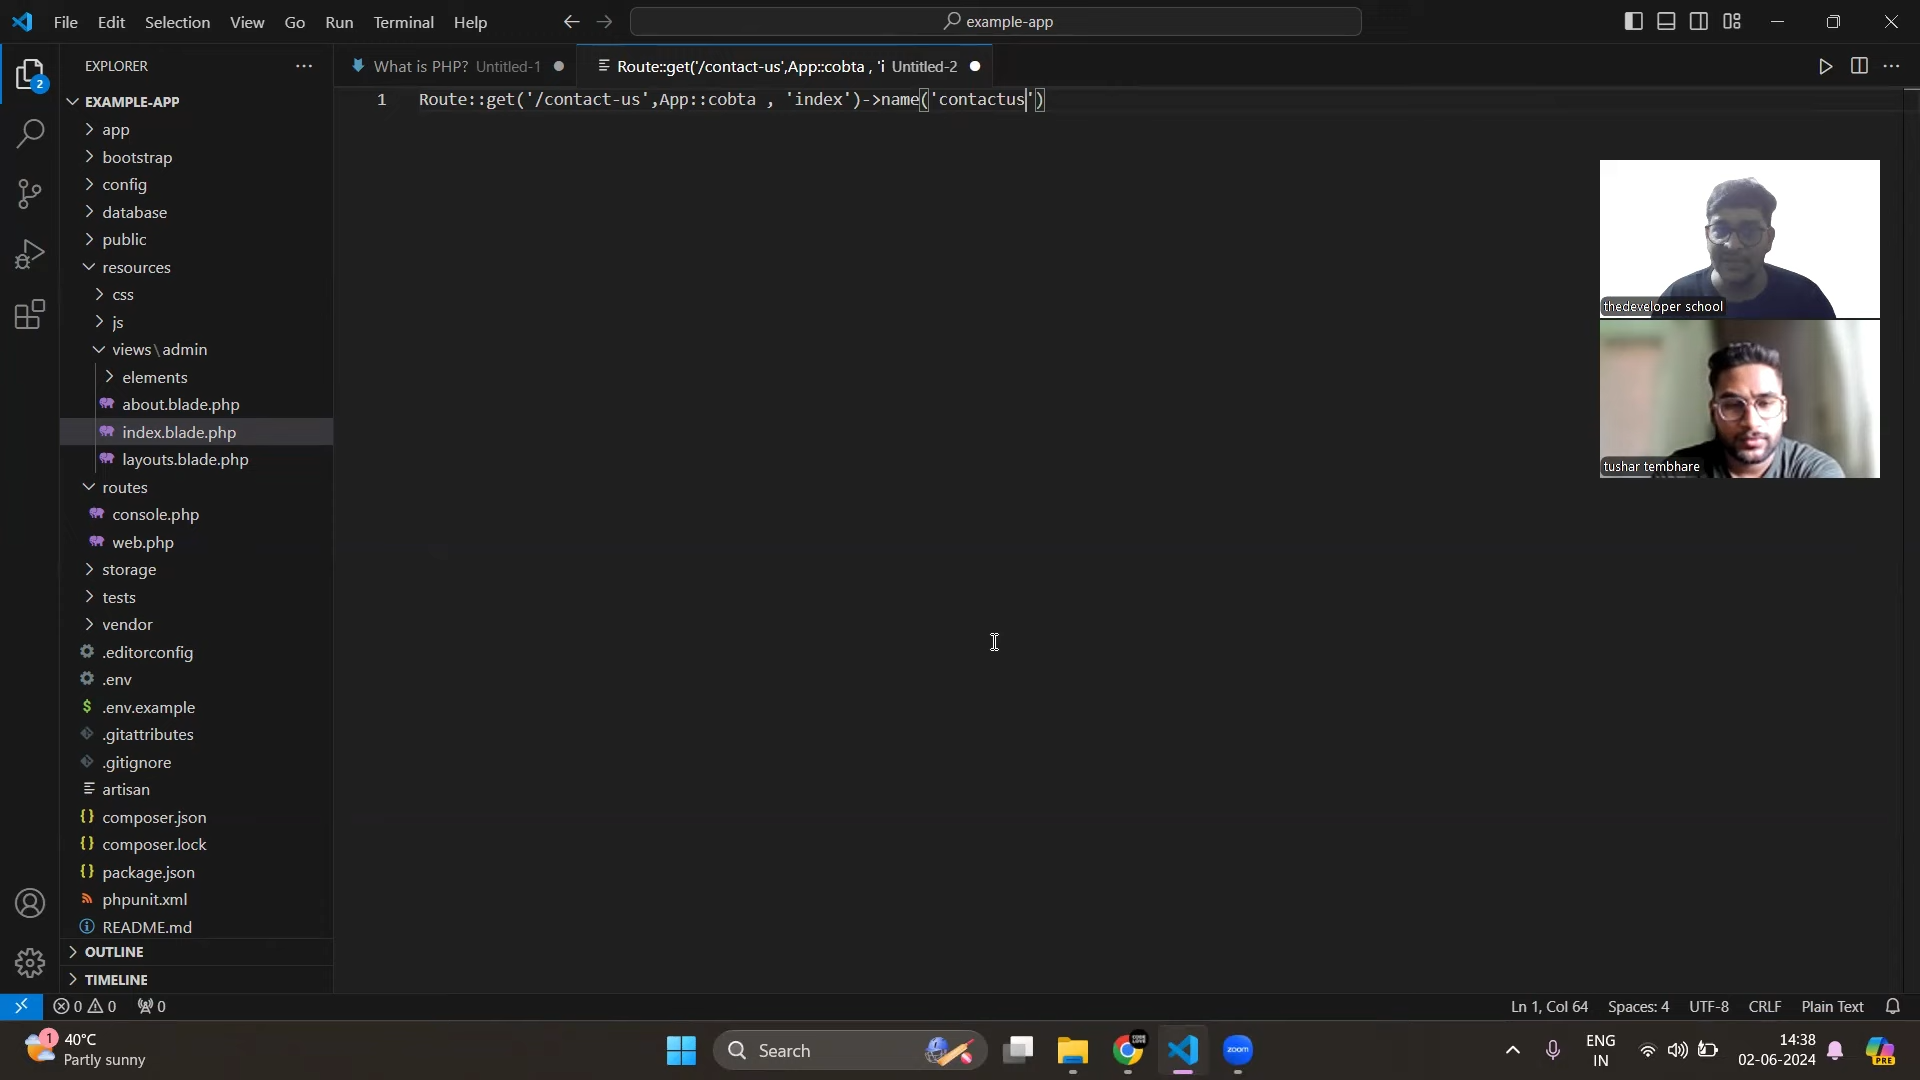 File Edit Selection View Go Run Terminal Help
example-app
EXPLORER
What is PHP? Untitled-1
Route::get('/contact-us',App::cobta , 'i Untitled-2
1 Route::get('/contact-us',App::cobta , 'index')->name('contactus')
2
EXAMPLE-APP
app
bootstrap
config
database
public
resources
css
js
views\admin
elements
about.blade.php
index.blade.php
layouts.blade.php
routes
console.php
web.php
storage
tests
vendor
.editorconfig
.env
$ .env.example
.gitattributes
.gitignore
artisan
{} composer.json
{} composer.lock
{} package.json
phpunit.xml
README.md
OUTLINE
TIMELINE
thedeveloper school
tushar tembhare
0 0 0
Ln 1, Col 64 Spaces: 4 UTF-8 CRLF Plain Text
1 40°C
Partly sunny
Search
zoom
ENG
IN
14:38
02-06-2024
PRE